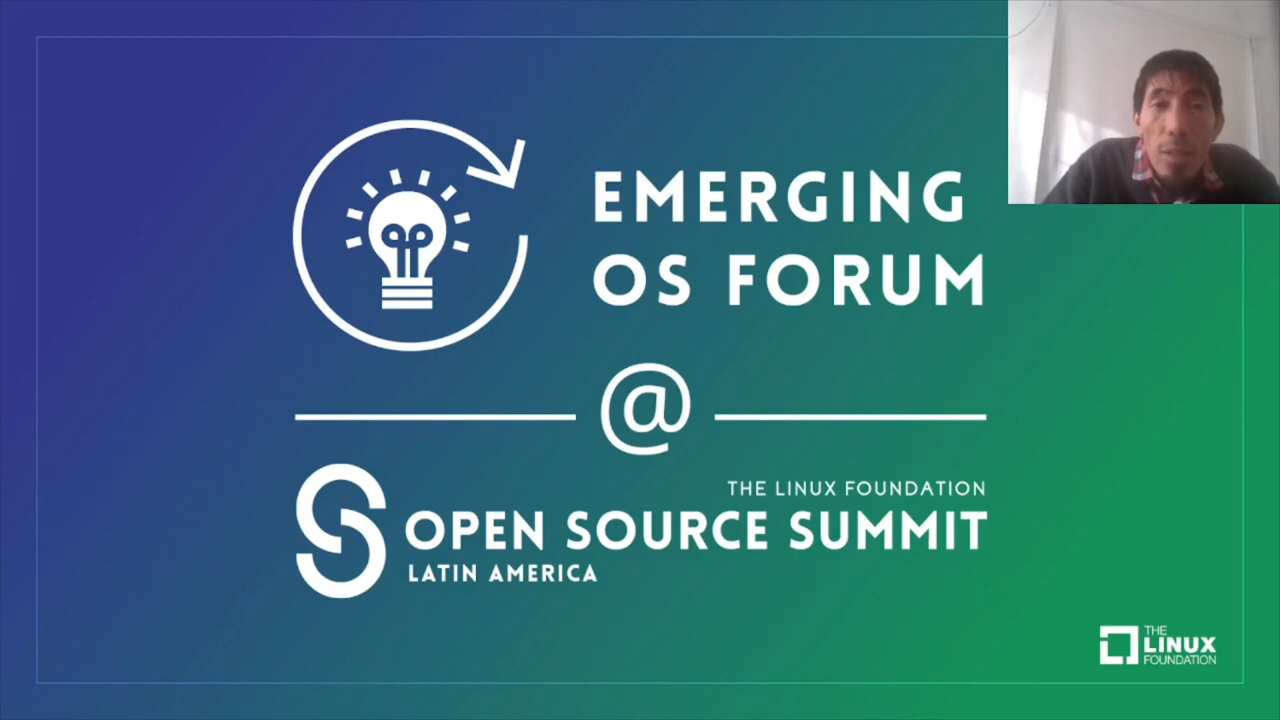 EMERGING
OS FORUM
@
THE LINUX FOUNDATION
OPEN SOURCE SUMMIT
LATIN AMERICA
THE
LINUX
FOUNDATION